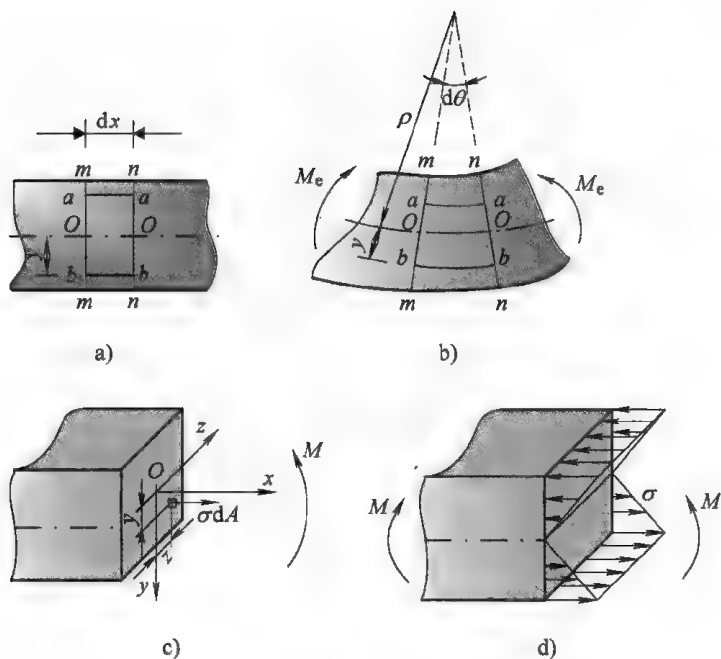 dx
m n
a a
O O
y
b b
m n
a)
dθ
ρ
m n
Mₑ Mₑ
a a
O O
y
b b
m n
b)
z
O
x
M
y
σdA
z
y
c)
M
σ
M
d)